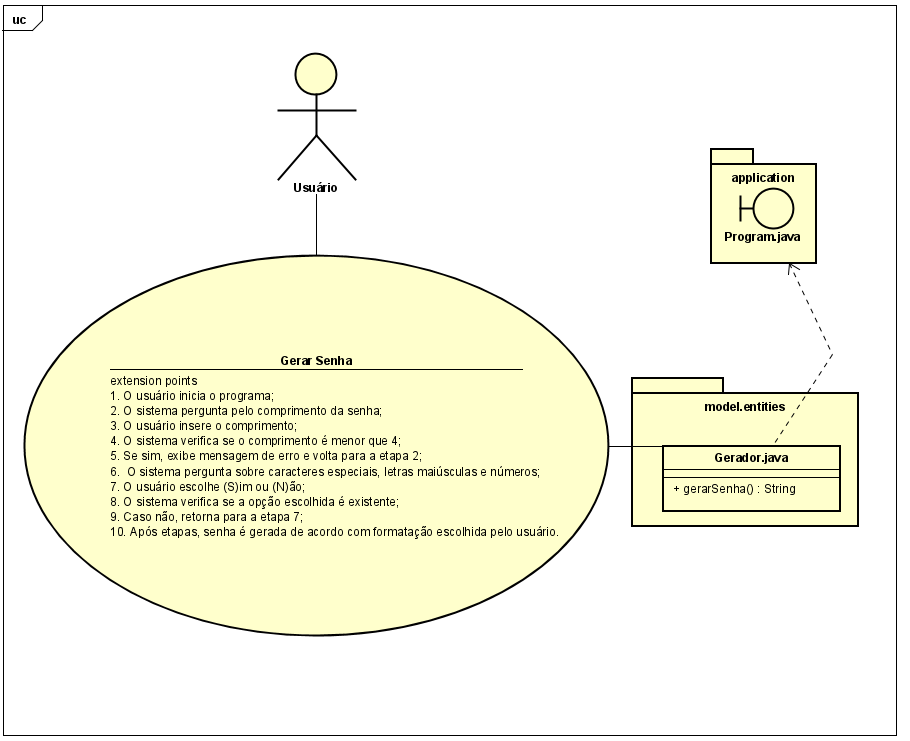 uc
Usuário
application
Program.java
Gerar Senha
extension points
1. O usuário inicia o programa;
2. O sistema pergunta pelo comprimento da senha;
3. O usuário insere o comprimento;
4. O sistema verifica se o comprimento é menor que 4;
5. Se sim, exibe mensagem de erro e volta para a etapa 2;
6.  O sistema pergunta sobre caracteres especiais, letras maiúsculas e números;
7. O usuário escolhe (S)im ou (N)ão;
8. O sistema verifica se a opção escolhida é existente;
9. Caso não, retorna para a etapa 7;
10. Após etapas, senha é gerada de acordo com formatação escolhida pelo usuário.
model.entities
Gerador.java
+ gerarSenha() : String